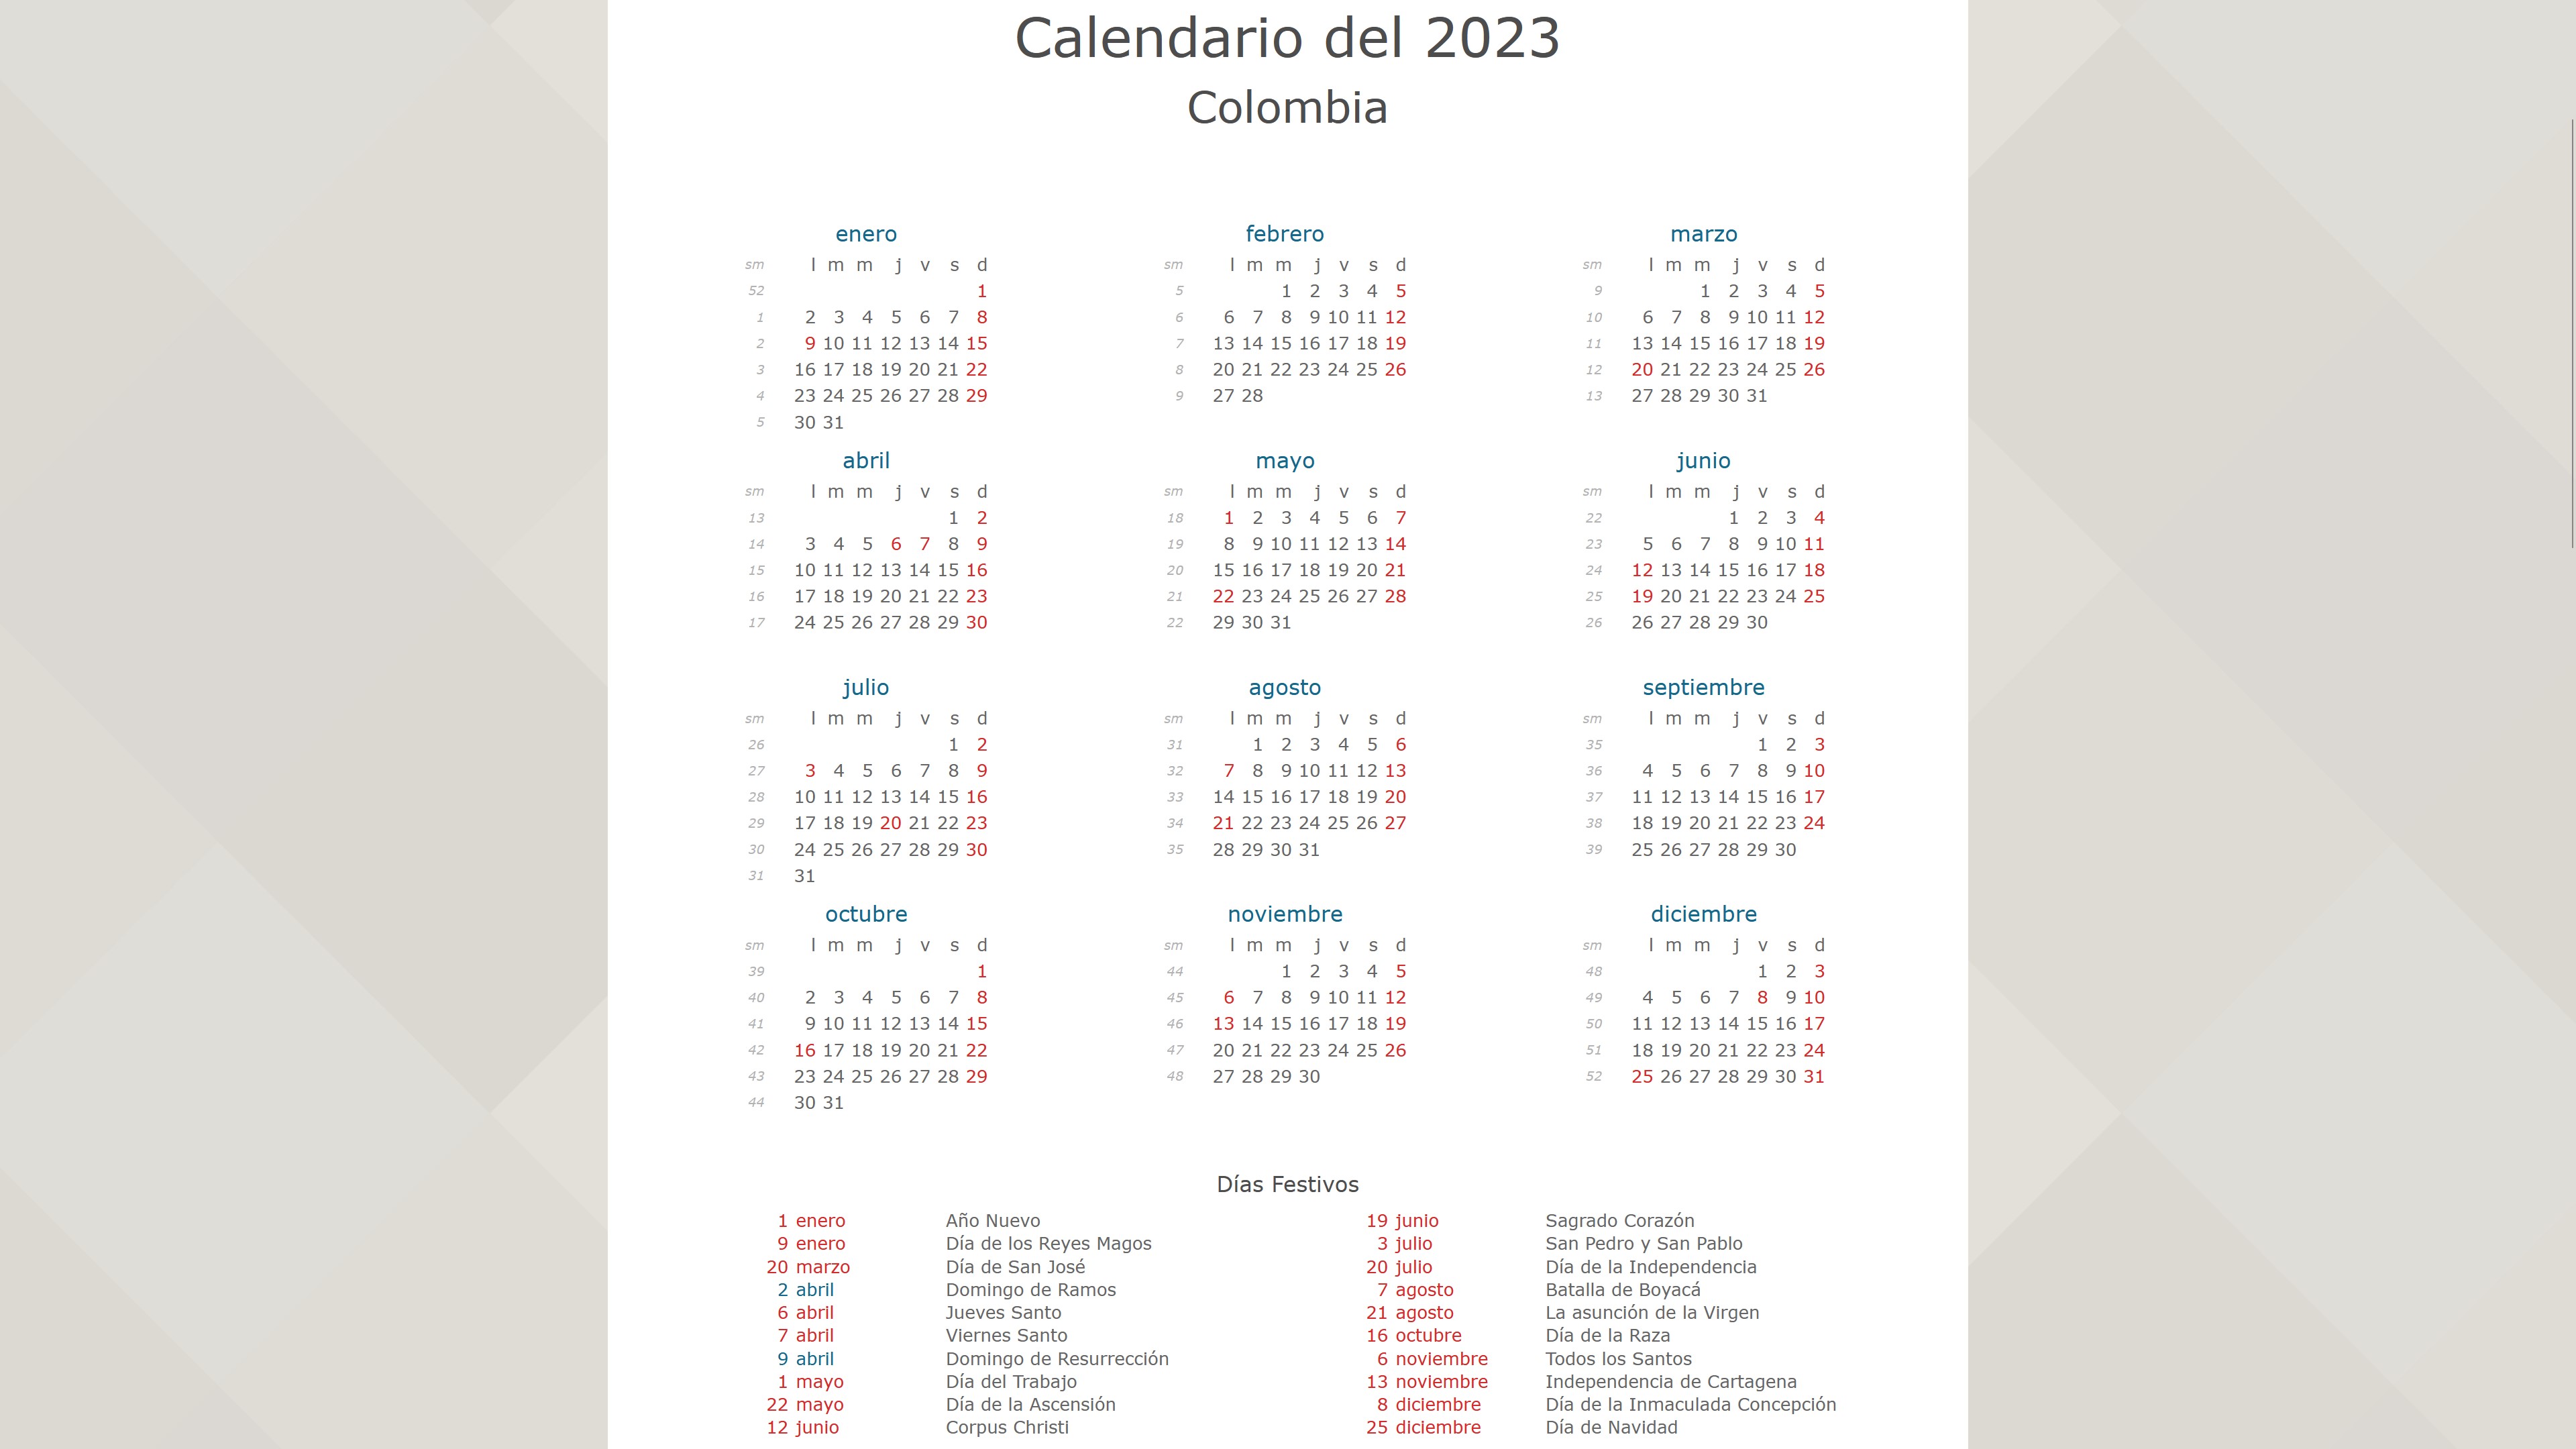 Calendario del 2023
Colombia
enero febrero marzo
sm l m m j v s d sm l m m j v s d sm l m m j v s d
52 1 5 1 2 3 4 5 9 1 2 3 4 5
1 2 3 4 5 6 7 8 6 6 7 8 9 10 11 12 10 6 7 8 9 10 11 12
2 9 10 11 12 13 14 15 7 13 14 15 16 17 18 19 11 13 14 15 16 17 18 19
3 16 17 18 19 20 21 22 8 20 21 22 23 24 25 26 12 20 21 22 23 24 25 26
4 23 24 25 26 27 28 29 9 27 28 13 27 28 29 30 31
5 30 31
abril mayo junio
sm l m m j v s d sm l m m j v s d sm l m m j v s d
13 1 2 18 1 2 3 4 5 6 7 22 1 2 3 4
14 3 4 5 6 7 8 9 19 8 9 10 11 12 13 14 23 5 6 7 8 9 10 11
15 10 11 12 13 14 15 16 20 15 16 17 18 19 20 21 24 12 13 14 15 16 17 18
16 17 18 19 20 21 22 23 21 22 23 24 25 26 27 28 25 19 20 21 22 23 24 25
17 24 25 26 27 28 29 30 22 29 30 31 26 26 27 28 29 30
julio agosto septiembre
sm l m m j v s d sm l m m j v s d sm l m m j v s d
26 1 2 31 1 2 3 4 5 6 35 1 2 3
27 3 4 5 6 7 8 9 32 7 8 9 10 11 12 13 36 4 5 6 7 8 9 10
28 10 11 12 13 14 15 16 33 14 15 16 17 18 19 20 37 11 12 13 14 15 16 17
29 17 18 19 20 21 22 23 34 21 22 23 24 25 26 27 38 18 19 20 21 22 23 24
30 24 25 26 27 28 29 30 35 28 29 30 31 39 25 26 27 28 29 30
31 31
octubre noviembre diciembre
sm l m m j v s d sm l m m j v s d sm l m m j v s d
39 1 44 1 2 3 4 5 48 1 2 3
40 2 3 4 5 6 7 8 45 6 7 8 9 10 11 12 49 4 5 6 7 8 9 10
41 9 10 11 12 13 14 15 46 13 14 15 16 17 18 19 50 11 12 13 14 15 16 17
42 16 17 18 19 20 21 22 47 20 21 22 23 24 25 26 51 18 19 20 21 22 23 24
43 23 24 25 26 27 28 29 48 27 28 29 30 52 25 26 27 28 29 30 31
44 30 31
Días Festivos
1 enero Año Nuevo 19 junio Sagrado Corazón
9 enero Día de los Reyes Magos 3 julio San Pedro y San Pablo
20 marzo Día de San José 20 julio Día de la Independencia
2 abril Domingo de Ramos 7 agosto Batalla de Boyacá
6 abril Jueves Santo 21 agosto La asunción de la Virgen
7 abril Viernes Santo 16 octubre Día de la Raza
9 abril Domingo de Resurrección 6 noviembre Todos los Santos
1 mayo Día del Trabajo 13 noviembre Independencia de Cartagena
22 mayo Día de la Ascensión 8 diciembre Día de la Inmaculada Concepción
12 junio Corpus Christi 25 diciembre Día de Navidad